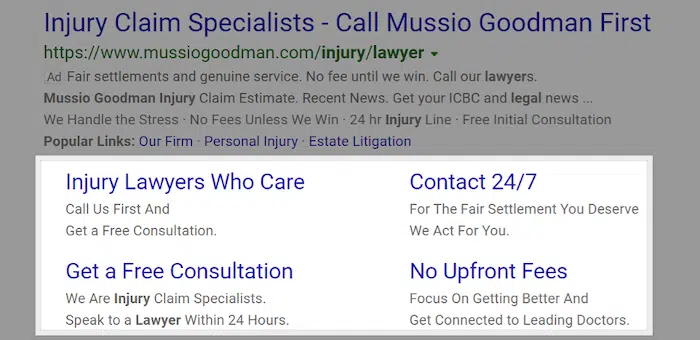 Injury Claim Specialists - Call Mussio Goodman First
https://www.mussiogoodman.com/injury/lawyer
Ad Fair settlements and genuine service. No fee until we win. Call our lawyers.
Mussio Goodman Injury Claim Estimate. Recent News. Get your ICBC and legal news ...
We Handle the Stress · No Fees Unless We Win · 24 hr Injury Line · Free Initial Consultation
Popular Links: Our Firm · Personal Injury · Estate Litigation
Injury Lawyers Who Care
Call Us First And
Get a Free Consultation.
Contact 24/7
For The Fair Settlement You Deserve
We Act For You.
Get a Free Consultation
We Are Injury Claim Specialists.
Speak to a Lawyer Within 24 Hours.
No Upfront Fees
Focus On Getting Better And
Get Connected to Leading Doctors.